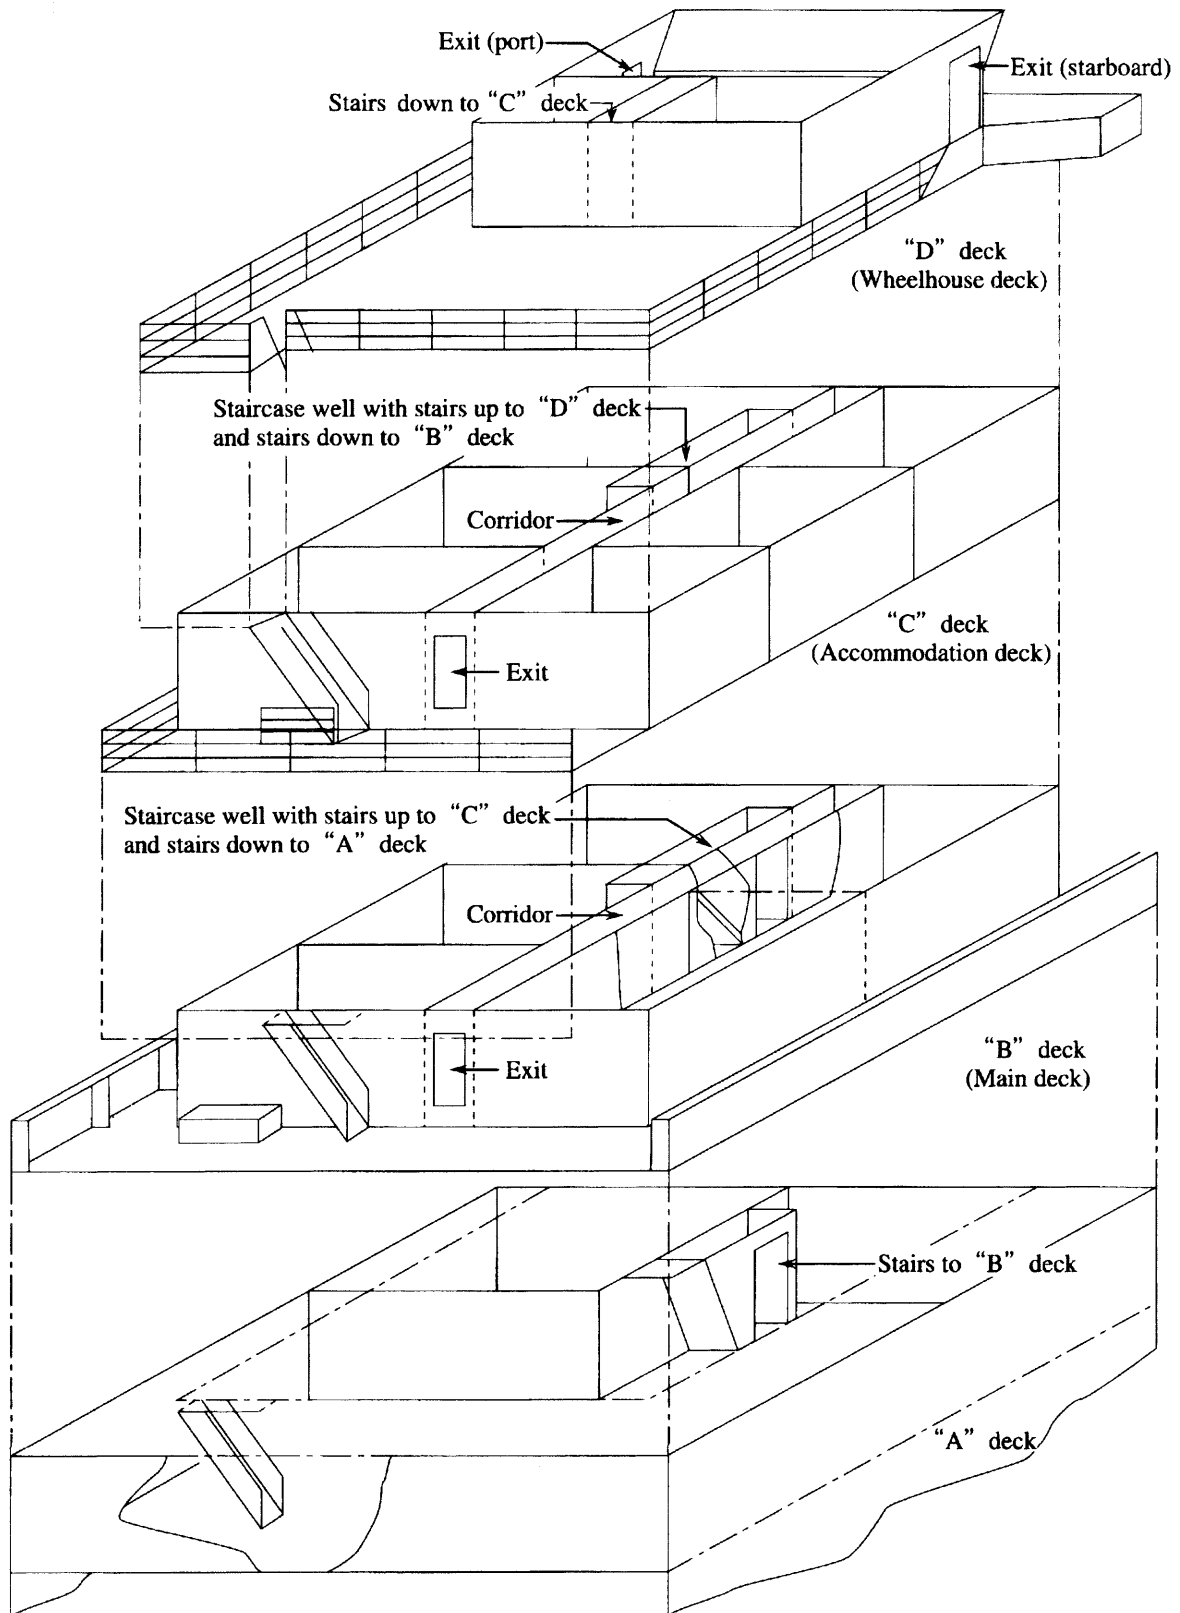 Exit (port)
Exit (starboard)
Stairs down to “C” deck
“D” deck
(Wheelhouse deck)
Staircase well with stairs up to “D” deck
and stairs down to “B” deck
Corridor
“C” deck
(Accommodation deck)
Exit
Staircase well with stairs up to “C” deck
and stairs down to “A” deck
Corridor
“B” deck
(Main deck)
Exit
Stairs to “B” deck
“A” deck